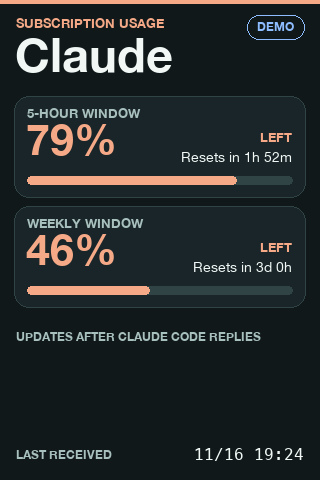 SUBSCRIPTION USAGE
DEMO
Claude
5-HOUR WINDOW
79%
LEFT
Resets in 1h 52m
WEEKLY WINDOW
46%
LEFT
Resets in 3d 0h
UPDATES AFTER CLAUDE CODE REPLIES
LAST RECEIVED 11/16 19:24